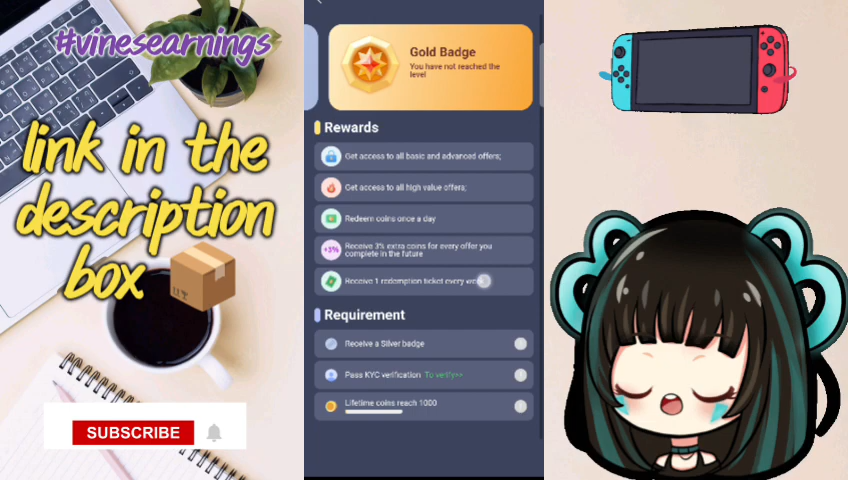 #vinesearnings
link in the
description
box
SUBSCRIBE
Gold Badge
You have not reached the
level
Rewards
Get access to all basic and advanced offers;
Get access to all high value offers;
Redeem coins once a day
+3%
Receive 3% extra coins for every offer you
complete in the future
Receive 1 redemption ticket every
Requirement
Receive a Silver badge
Pass KYC verification To verify>>
Lifetime coins reach 1000